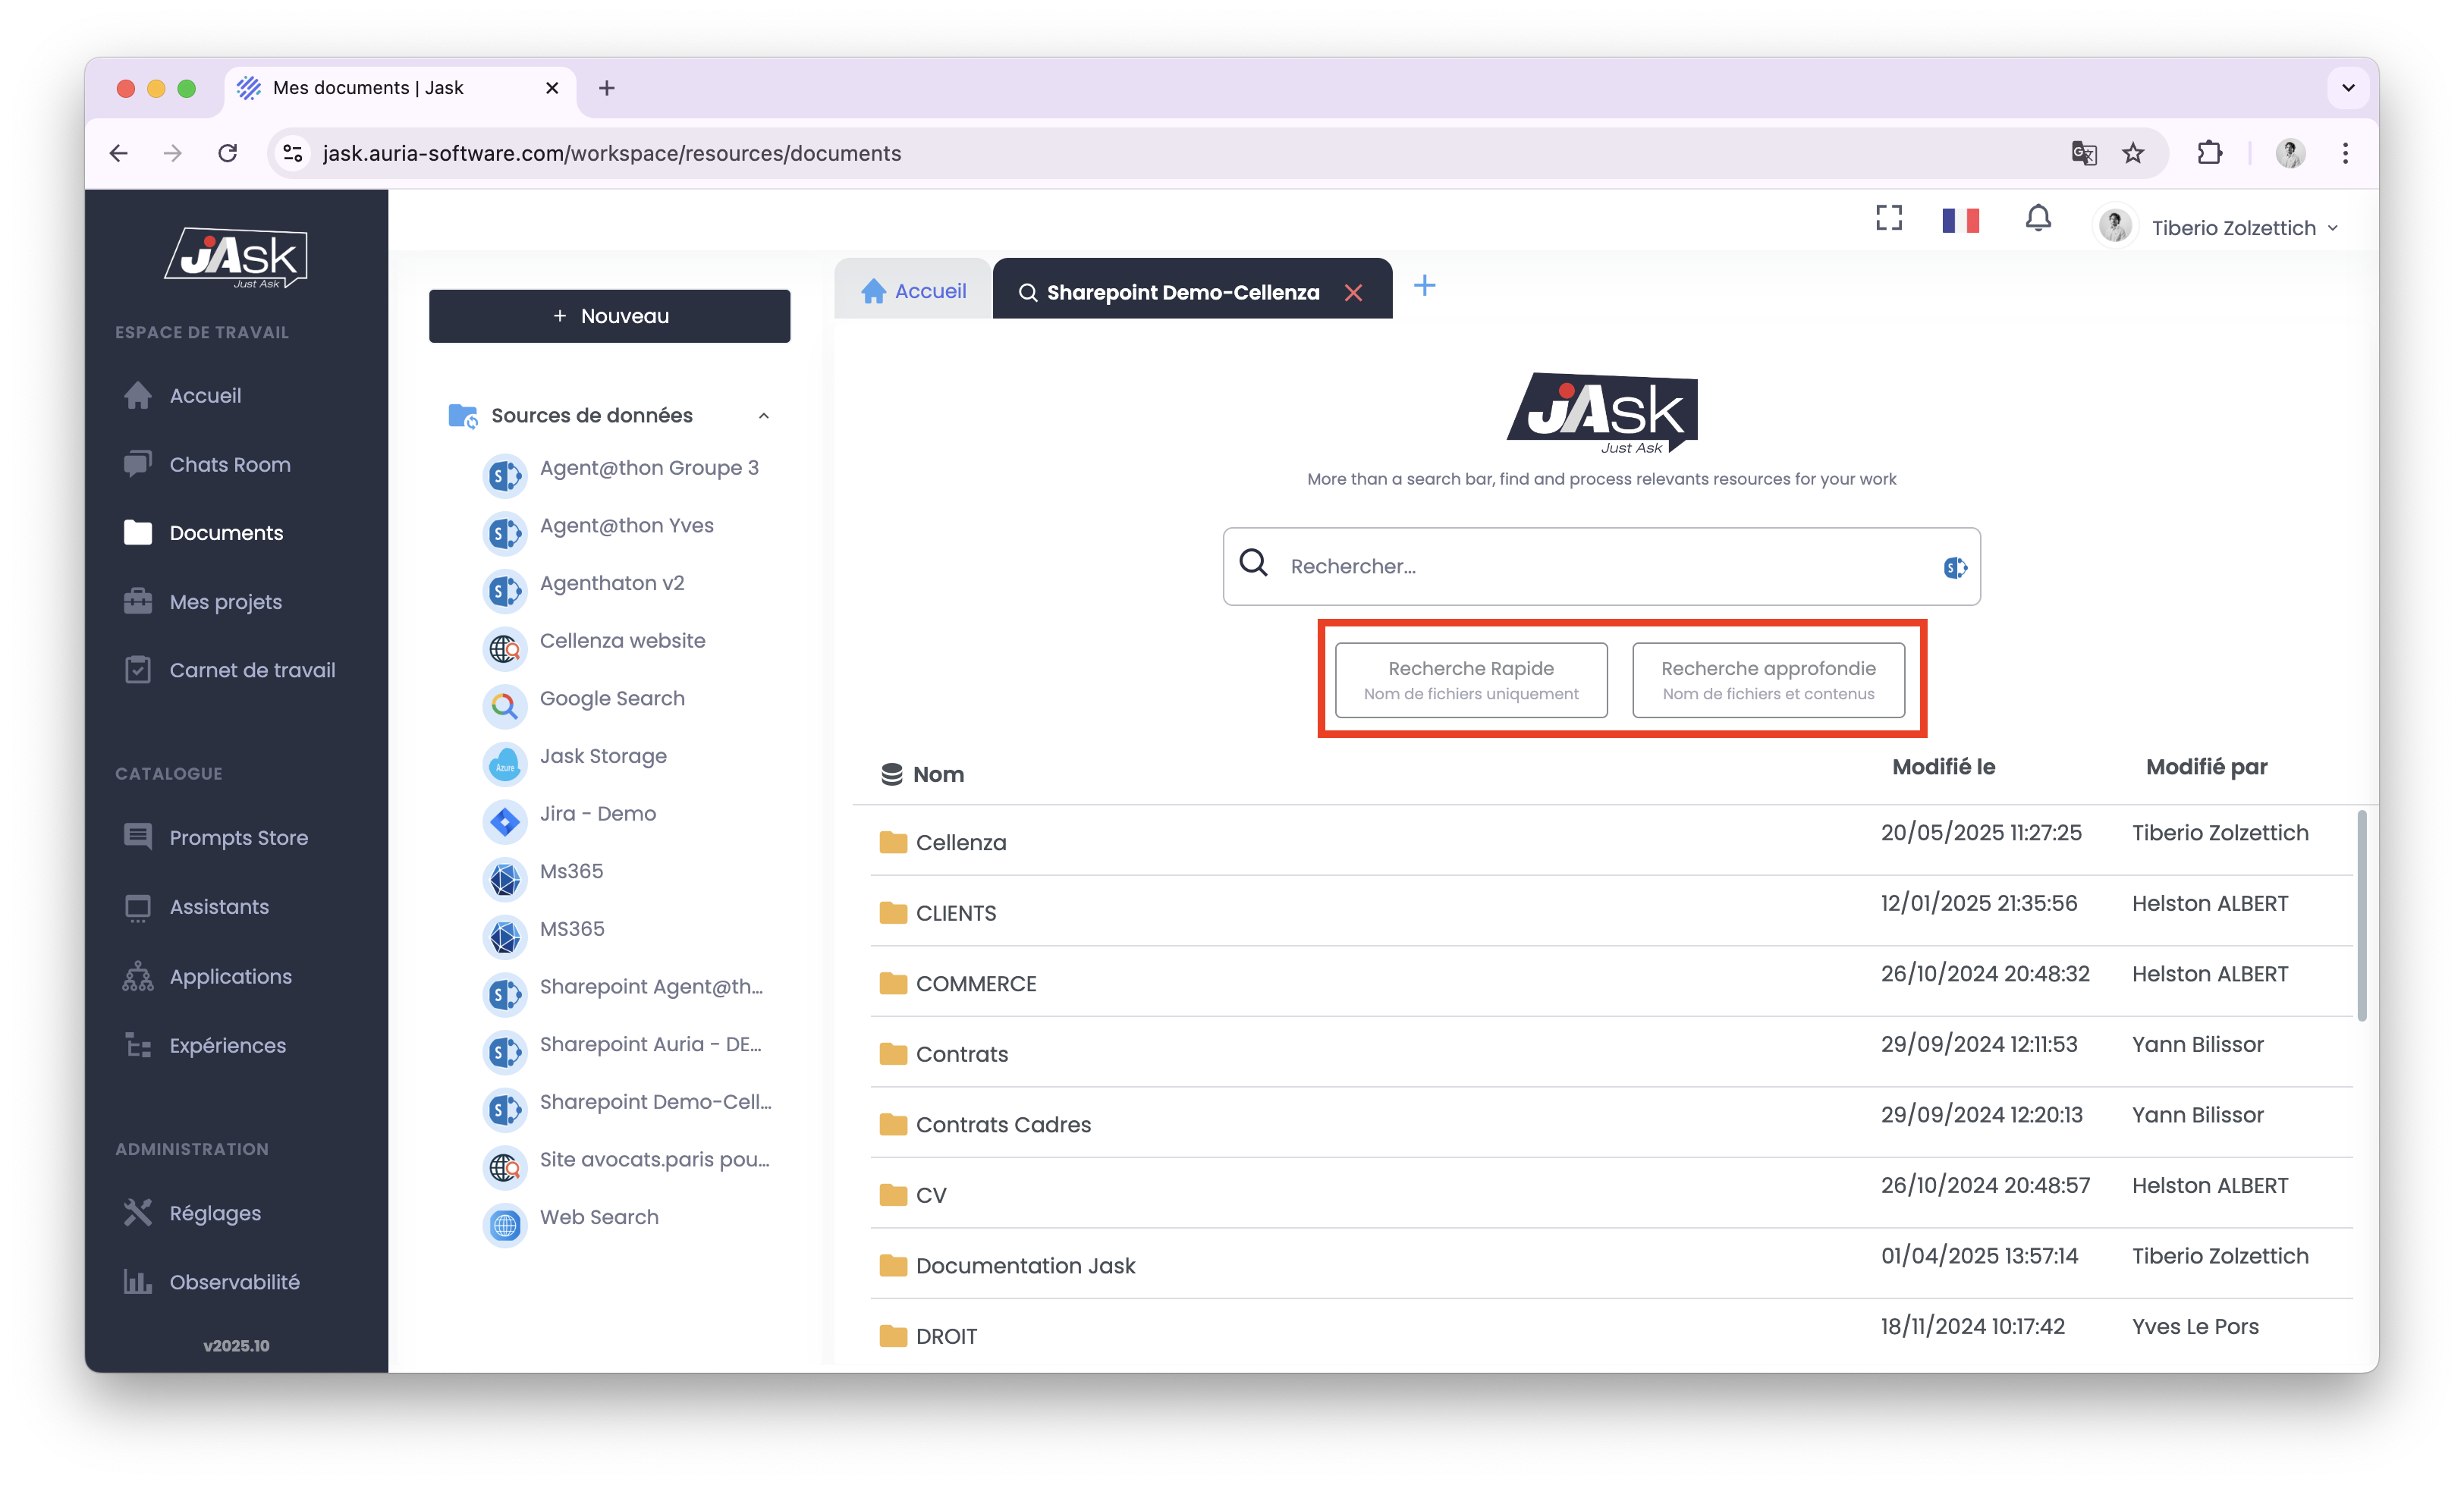 Mes documents | Jask
jask.auria-software.com/workspace/resources/documents
jAsk
Just Ask
Tiberio Zolzettich
ESPACE DE TRAVAIL
Accueil
Chats Room
Documents
Mes projets
Carnet de travail
CATALOGUE
Prompts Store
Assistants
Applications
Expériences
ADMINISTRATION
Réglages
Observabilité
v2025.10
+ Nouveau
Sources de données
Agent@thon Groupe 3
Agent@thon Yves
Agenthaton v2
Cellenza website
Google Search
Azure
Jask Storage
Jira - Demo
Ms365
MS365
Sharepoint Agent@th...
Sharepoint Auria - DE...
Sharepoint Demo-Cell...
Site avocats.paris pou...
Web Search
Accueil
Sharepoint Demo-Cellenza
jAsk
Just Ask
More than a search bar, find and process relevants resources for your work
Rechercher...
Recherche Rapide
Nom de fichiers uniquement
Recherche approfondie
Nom de fichiers et contenus
Nom Modifié le Modifié par
Cellenza 20/05/2025 11:27:25 Tiberio Zolzettich
CLIENTS 12/01/2025 21:35:56 Helston ALBERT
COMMERCE 26/10/2024 20:48:32 Helston ALBERT
Contrats 29/09/2024 12:11:53 Yann Bilissor
Contrats Cadres 29/09/2024 12:20:13 Yann Bilissor
CV 26/10/2024 20:48:57 Helston ALBERT
Documentation Jask 01/04/2025 13:57:14 Tiberio Zolzettich
DROIT 18/11/2024 10:17:42 Yves Le Pors